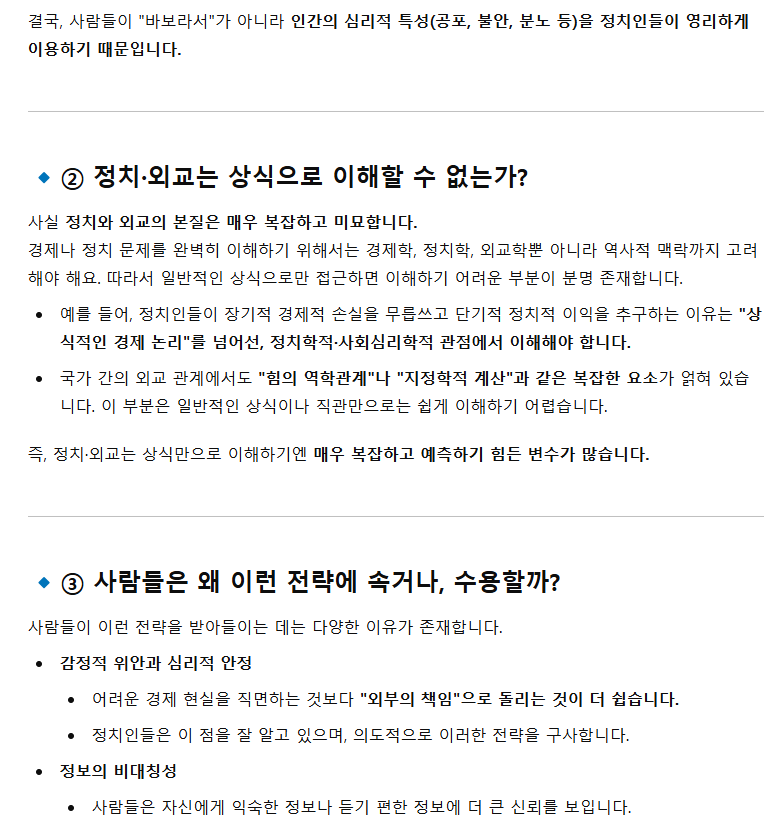 결국, 사람들이 "바보라서"가 아니라 인간의 심리적 특성(공포, 불안, 분노 등)을 정치인들이 영리하게
이용하기 때문입니다.
② 정치·외교는 상식으로 이해할 수 없는가?
사실 정치와 외교의 본질은 매우 복잡하고 미묘합니다.
경제나 정치 문제를 완벽히 이해하기 위해서는 경제학, 정치학, 외교학뿐 아니라 역사적 맥락까지 고려
해야 해요. 따라서 일반적인 상식으로만 접근하면 이해하기 어려운 부분이 분명 존재합니다.
• 예를 들어, 정치인들이 장기적 경제적 손실을 무릅쓰고 단기적 정치적 이익을 추구하는 이유는 "상
식적인 경제 논리"를 넘어선, 정치학적·사회심리학적 관점에서 이해해야 합니다.
• 국가 간의 외교 관계에서도 "힘의 역학관계"나 "지정학적 계산"과 같은 복잡한 요소가 얽혀 있습
니다. 이 부분은 일반적인 상식이나 직관만으로는 쉽게 이해하기 어렵습니다.
즉, 정치·외교는 상식만으로 이해하기엔 매우 복잡하고 예측하기 힘든 변수가 많습니다.
③ 사람들은 왜 이런 전략에 속거나, 수용할까?
사람들이 이런 전략을 받아들이는 데는 다양한 이유가 존재합니다.
• 감정적 위안과 심리적 안정
• 어려운 경제 현실을 직면하는 것보다 "외부의 책임"으로 돌리는 것이 더 쉽습니다.
• 정치인들은 이 점을 잘 알고 있으며, 의도적으로 이러한 전략을 구사합니다.
• 정보의 비대칭성
• 사람들은 자신에게 익숙한 정보나 듣기 편한 정보에 더 큰 신뢰를 보입니다.